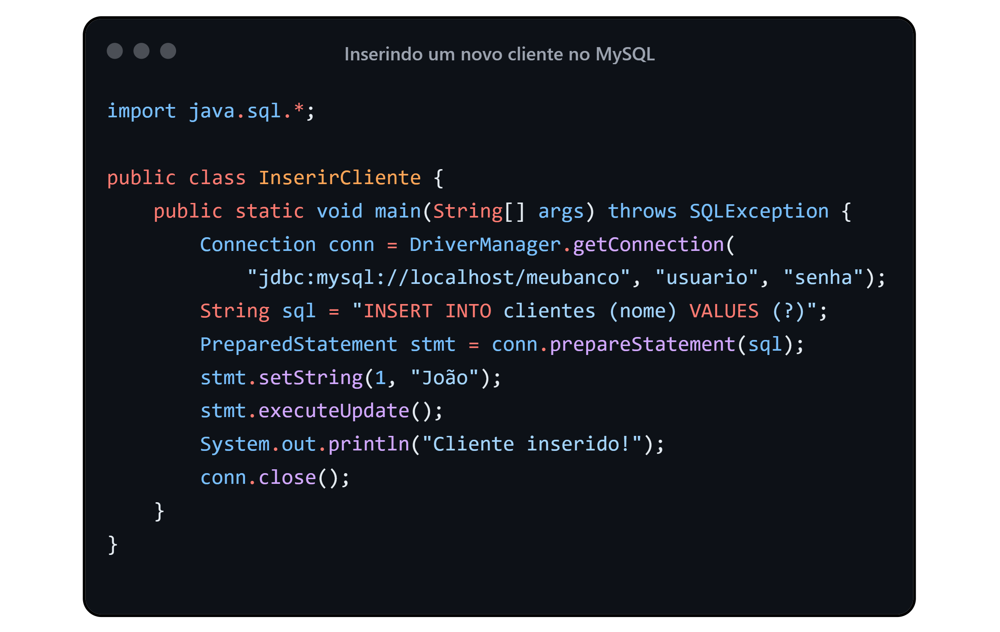 Inserindo um novo cliente no MySQL
import java.sql.*;
public class InserirCliente {
    public static void main(String[] args) throws SQLException {
        Connection conn = DriverManager.getConnection(
            "jdbc:mysql://localhost/meubanco", "usuario", "senha");
        String sql = "INSERT INTO clientes (nome) VALUES (?)";
        PreparedStatement stmt = conn.prepareStatement(sql);
        stmt.setString(1, "João");
        stmt.executeUpdate();
        System.out.println("Cliente inserido!");
        conn.close();
    }
}